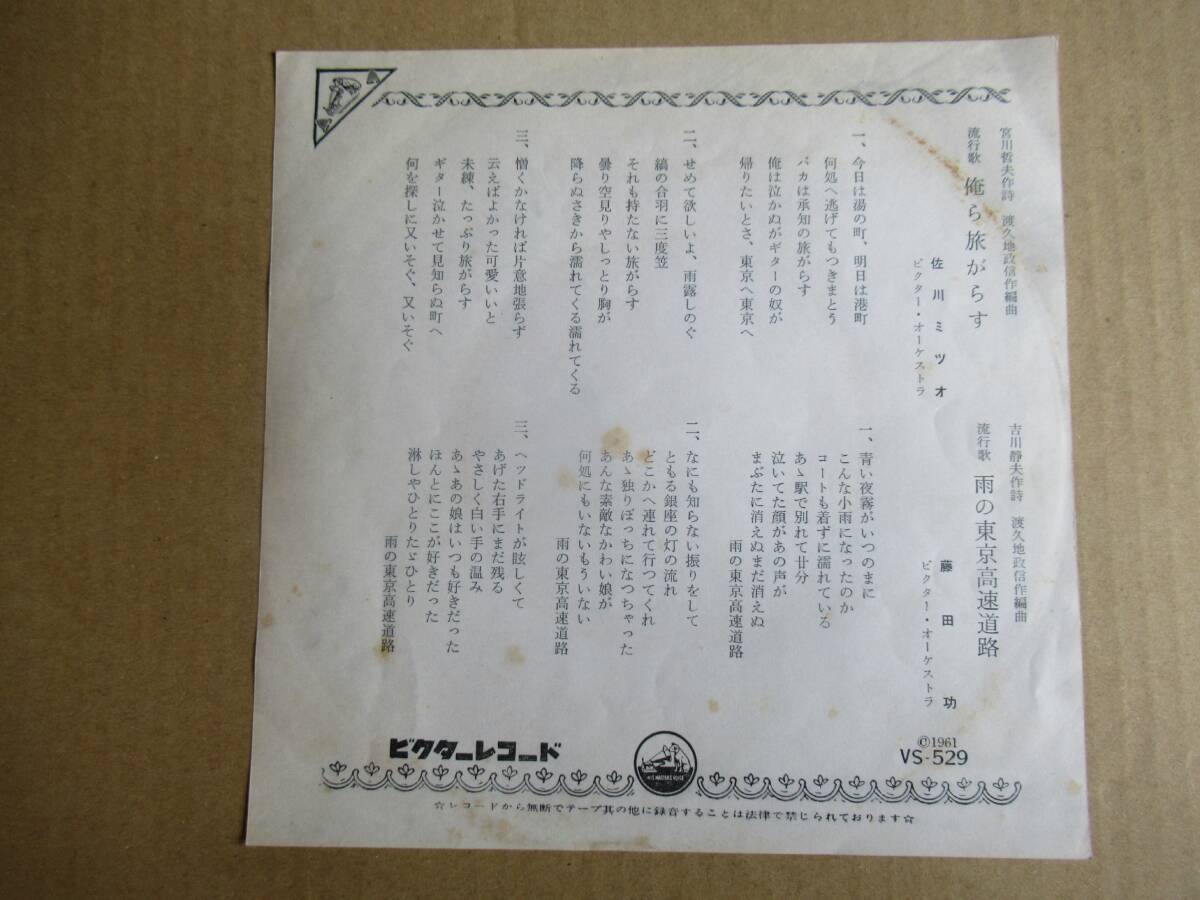 宮川哲夫作詩 渡久地政信作編曲
流行歌 俺ら旅がらす
佐川ミツオ
ビクター・オーケストラ
一、今日は湯の町、明日は港町
何処へ逃げてもつきまとう
バカは承知の旅がらす
俺は泣かぬがギターの奴が
帰りたいとさ、東京へ東京へ
二、せめて欲しいよ、雨露しのぐ
縞の合羽に三度笠
それも持たない旅がらす
曇り空見りやしっとり胸が
降らぬさきから濡れてくる濡れてくる
三、憎くかなければ片意地張らず
云えばよかった可愛いいと
未練、たっぷり旅がらす
ギター泣かせて見知らぬ町へ
何を探しに又いそぐ、又いそぐ
吉川静夫作詩 渡久地政信作編曲
流行歌 雨の東京高速道路
藤田功
ビクター・オーケストラ
一、青い夜霧がいつのまに
こんな小雨になったのか
コートも着ずに濡れている
あゝ駅で別れて廿分
泣いてた顔があの声が
まぶたに消えぬまだ消えぬ
雨の東京高速道路
二、なにも知らない振りをして
ともる銀座の灯の流れ
どこかへ連れて行つてくれ
あゝ独りぼっちになつちゃった
あんな素敵なかわい娘が
何処にもいないもういない
雨の東京高速道路
三、ヘッドライトが眩しくて
あげた右手にまだ残る
やさしく白い手の温み
あゝあの娘はいつも好きだった
ほんとにここが好きだった
淋しやひとりたゞひとり
雨の東京高速道路
©1961
VS-529
ビクターレコード
HIS MASTER'S VOICE
☆レコードから無断でテープ其の他に録音することは法律で禁じられております☆